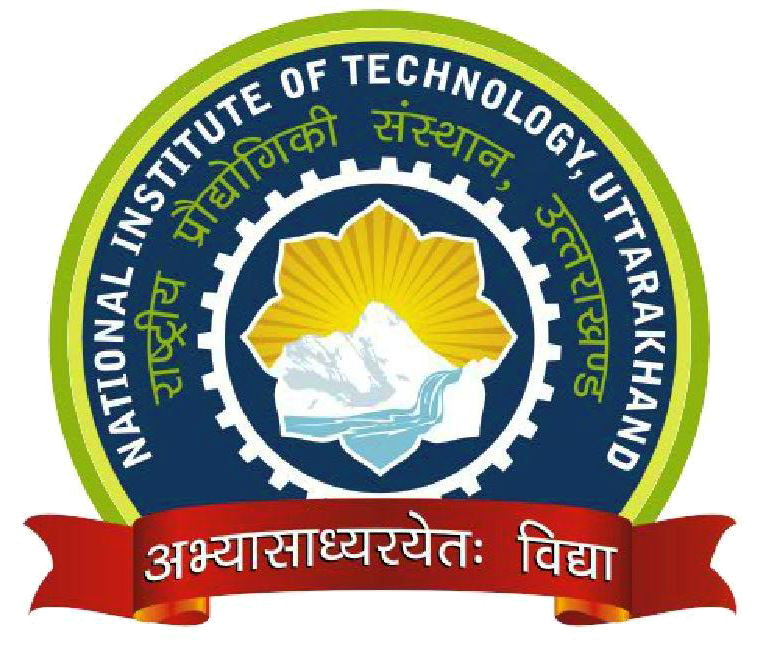 NATIONAL INSTITUTE OF TECHNOLOGY, UTTARAKHAND
राष्ट्रीय प्रौद्योगिकी संस्थान, उत्तराखण्ड
अभ्यासाध्यरयेतः विद्या